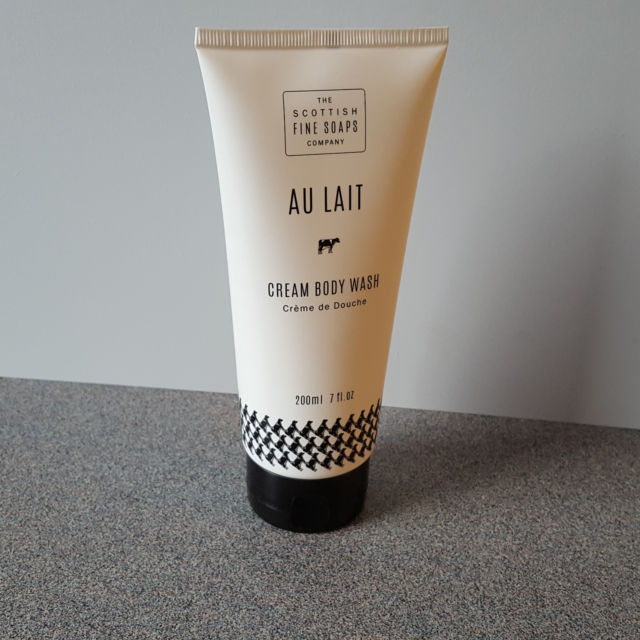 THE
SCOTTISH
FINE SOAPS
COMPANY
AU LAIT
CREAM BODY WASH
Crème de Douche
200ml 7 fl.oz